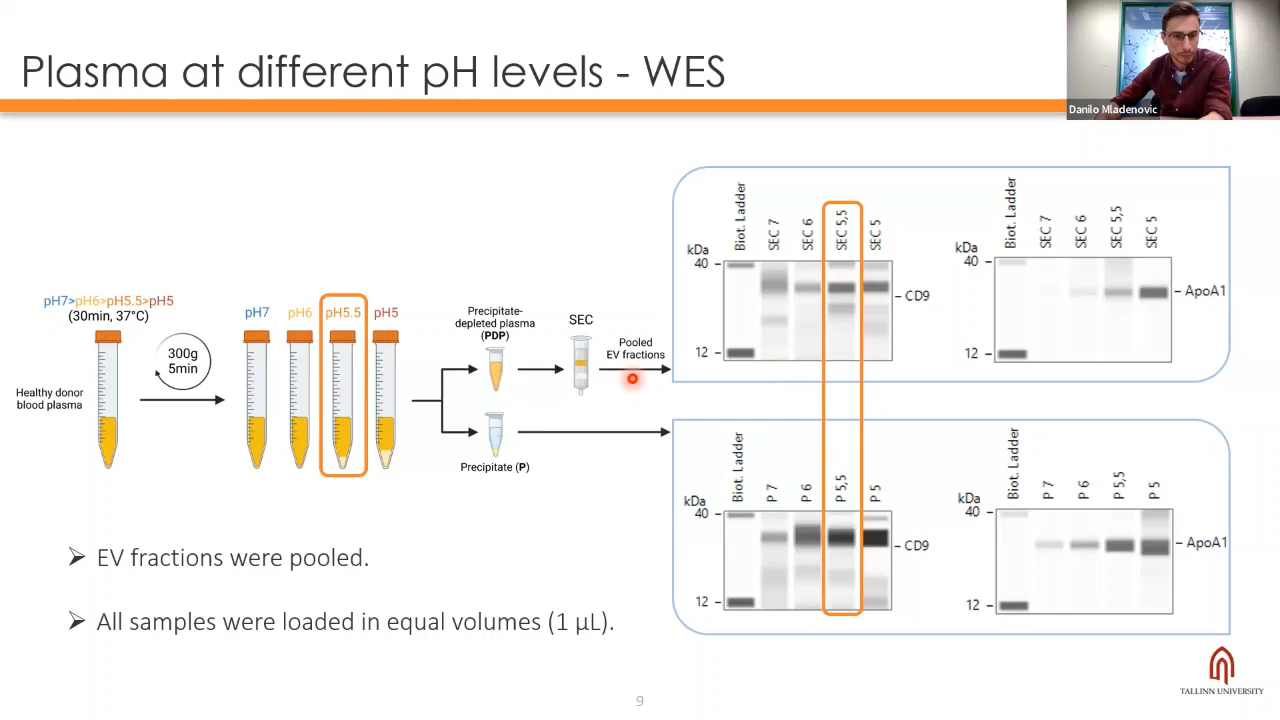 Plasma at different pH levels - WES
Danilo Mladenovic
pH7>pH6>pH5.5>pH5
(30min, 37°C)
Healthy donor
blood plasma
300g
5min
pH7
pH6
pH5.5
pH5
Precipitate-
depleted plasma
(PDP)
SEC
Pooled
EV fractions
Precipitate (P)
kDa
40
12
Biot. Ladder
SEC 7
SEC 6
SEC 5,5
SEC 5
CD9
kDa
40
12
Biot. Ladder
SEC 7
SEC 6
SEC 5,5
SEC 5
ApoA1
kDa
40
12
Biot. Ladder
P 7
P 6
P 5,5
P 5
CD9
kDa
40
12
Biot. Ladder
P 7
P 6
P 5,5
P 5
ApoA1
➢ EV fractions were pooled.
➢ All samples were loaded in equal volumes (1 µL).
9
TALLINN UNIVERSITY